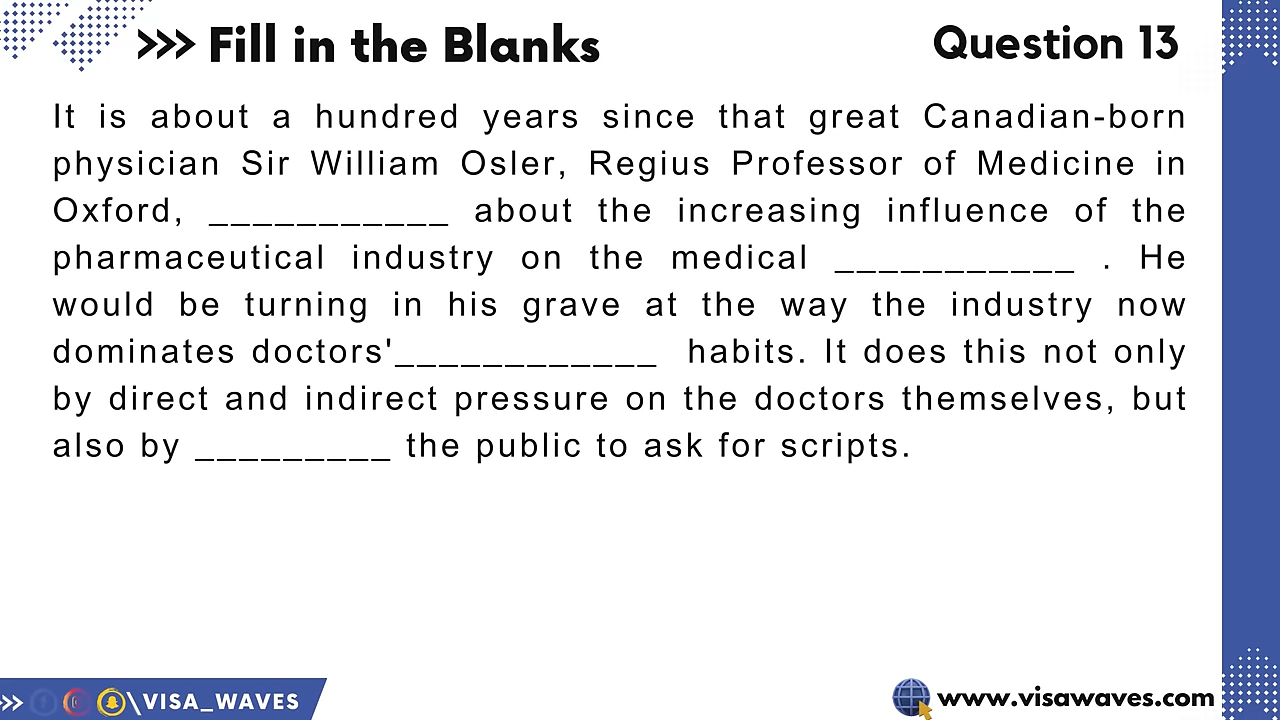 >>> Fill in the Blanks
Question 13
It is about a hundred years since that great Canadian-born
physician Sir William Osler, Regius Professor of Medicine in
Oxford, ___________ about the increasing influence of the
pharmaceutical industry on the medical ___________ . He
would be turning in his grave at the way the industry now
dominates doctors'____________ habits. It does this not only
by direct and indirect pressure on the doctors themselves, but
also by _________ the public to ask for scripts.
\VISA_WAVES
www.visawaves.com